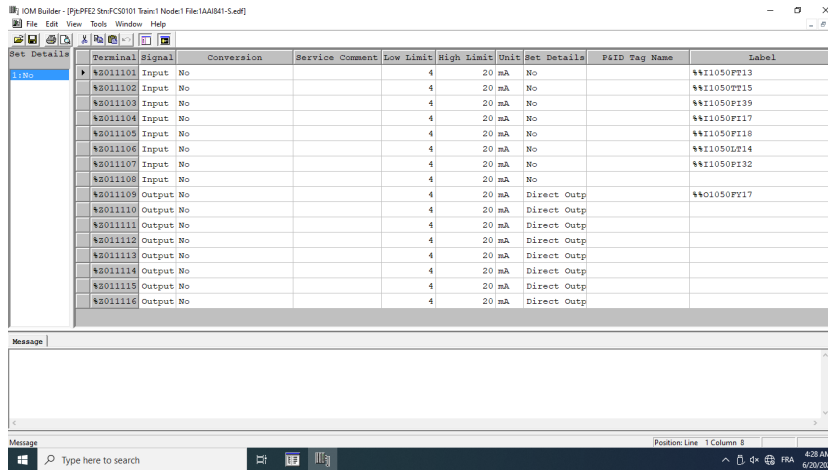 IOM Builder - [Pjt:PFE2 Stn:FCS0101 Train:1 Node:1 File:1AAI841-S.edf]
File Edit View Tools Window Help
Set Details
1:No
Terminal Signal Conversion Service Comment Low Limit High Limit Unit Set Details P&ID Tag Name Label
%Z011101 Input No 4 20 mA No %%I1050FT13
%Z011102 Input No 4 20 mA No %%I1050TT15
%Z011103 Input No 4 20 mA No %%I1050PI39
%Z011104 Input No 4 20 mA No %%I1050FI17
%Z011105 Input No 4 20 mA No %%I1050FI18
%Z011106 Input No 4 20 mA No %%I1050LT14
%Z011107 Input No 4 20 mA No %%I1050PI32
%Z011108 Input No 4 20 mA No
%Z011109 Output No 4 20 mA Direct Outp %%O1050FY17
%Z011110 Output No 4 20 mA Direct Outp
%Z011111 Output No 4 20 mA Direct Outp
%Z011112 Output No 4 20 mA Direct Outp
%Z011113 Output No 4 20 mA Direct Outp
%Z011114 Output No 4 20 mA Direct Outp
%Z011115 Output No 4 20 mA Direct Outp
%Z011116 Output No 4 20 mA Direct Outp
Message
Message Position: Line 1 Column 8
Type here to search FRA 4:28 AM
6/20/20